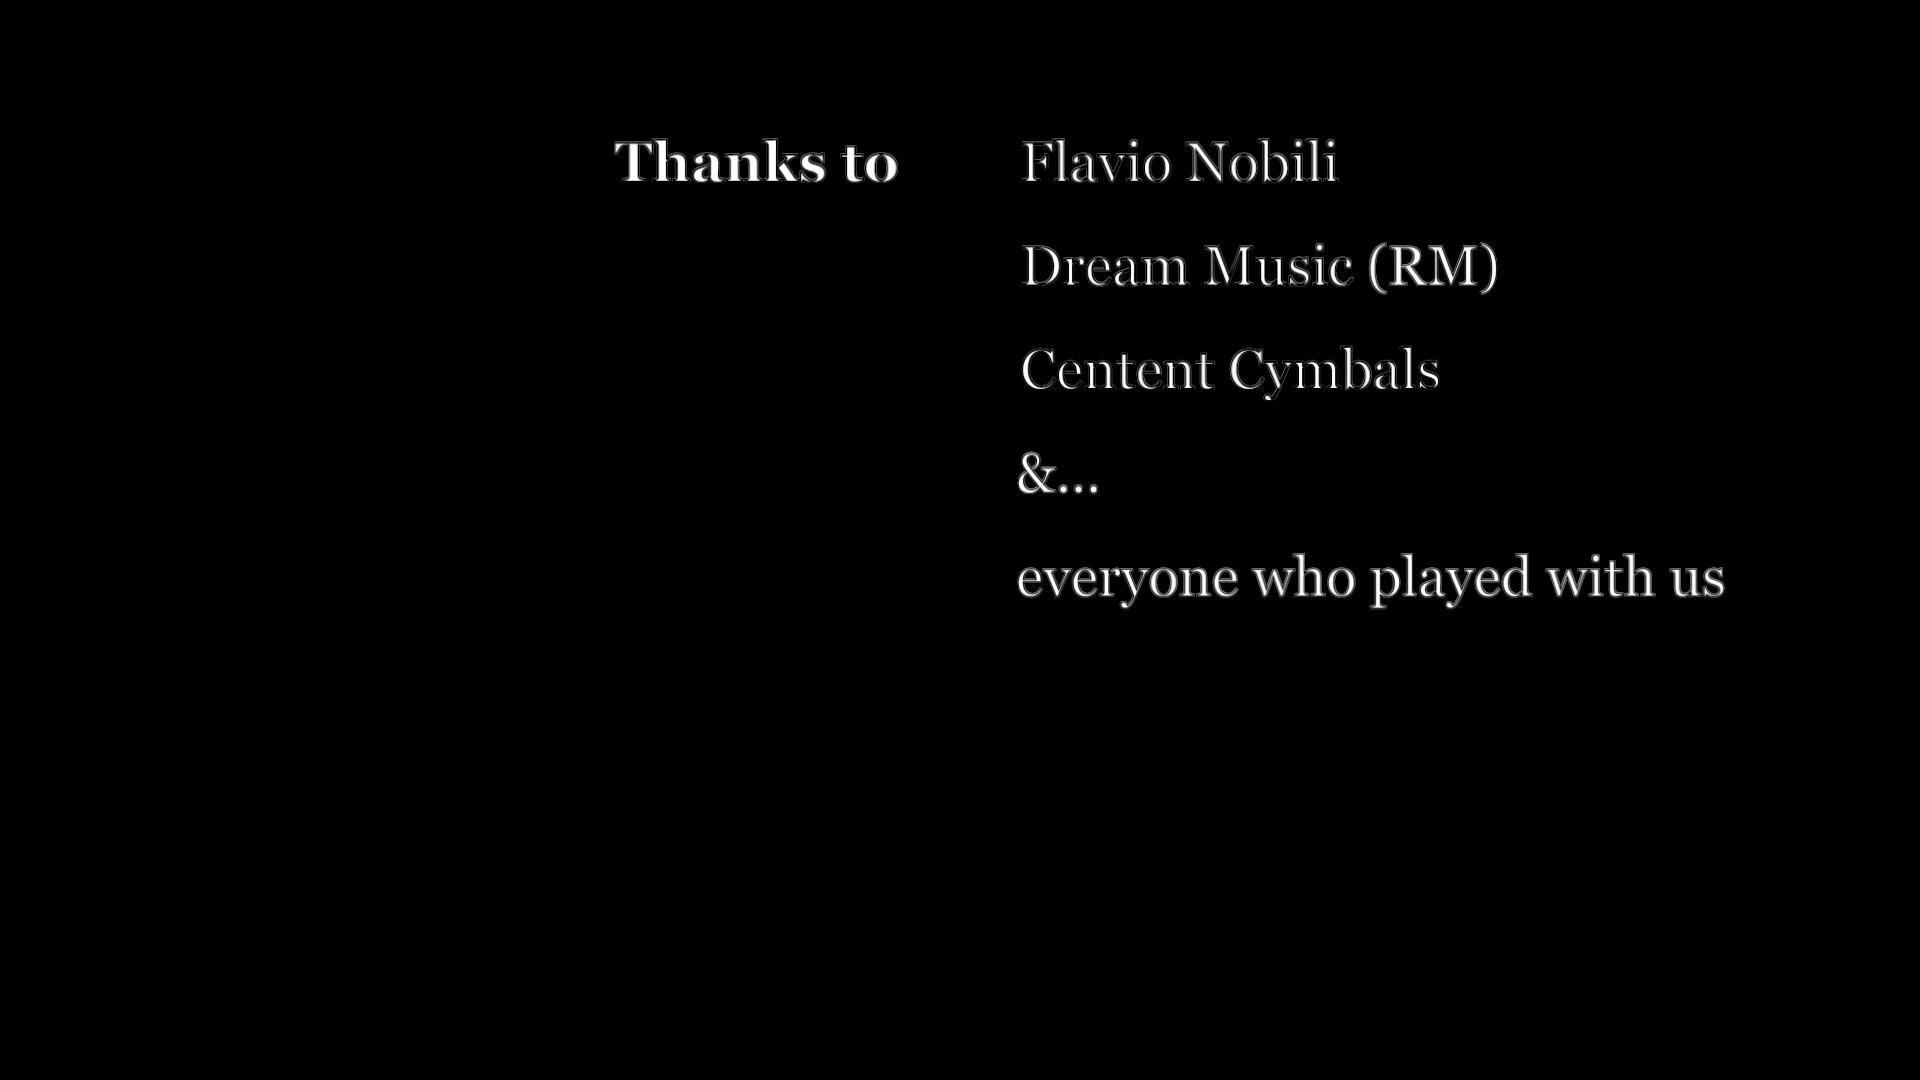 Thanks to Flavio Nobili
Dream Music (RM)
Centent Cymbals
&...
everyone who played with us